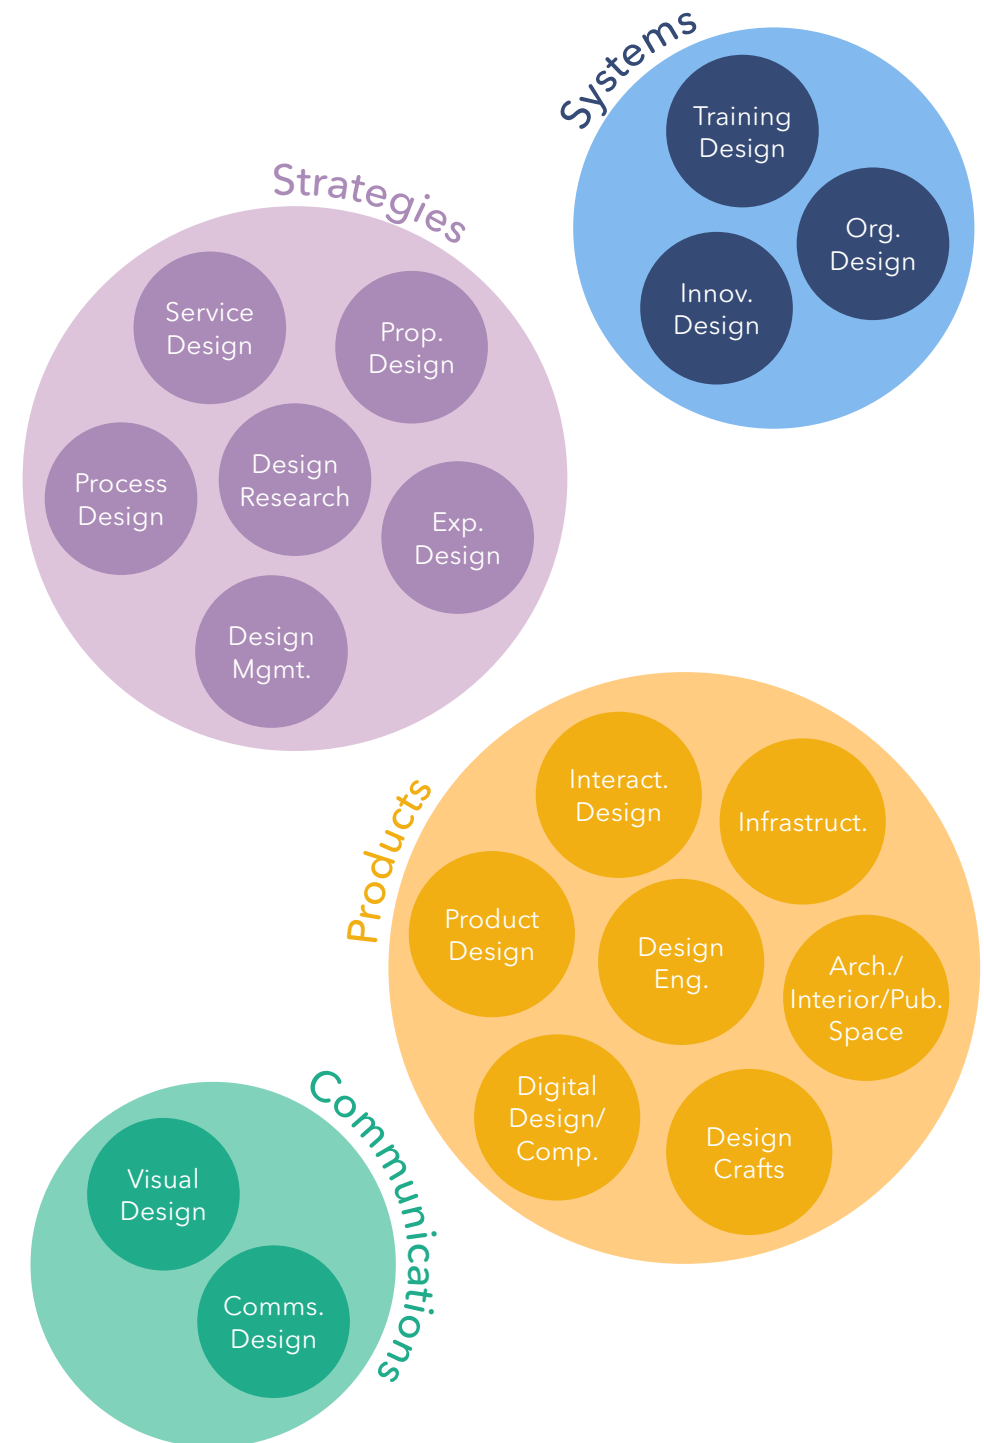 Systems
Training
Design
Org.
Design
Innov.
Design
Strategies
Service
Design
Prop.
Design
Process
Design
Design
Research
Exp.
Design
Design
Mgmt.
Products
Interact.
Design
Infrastruct.
Product
Design
Design
Eng.
Arch./
Interior/Pub.
Space
Digital
Design/
Comp.
Design
Crafts
Communications
Visual
Design
Comms.
Design